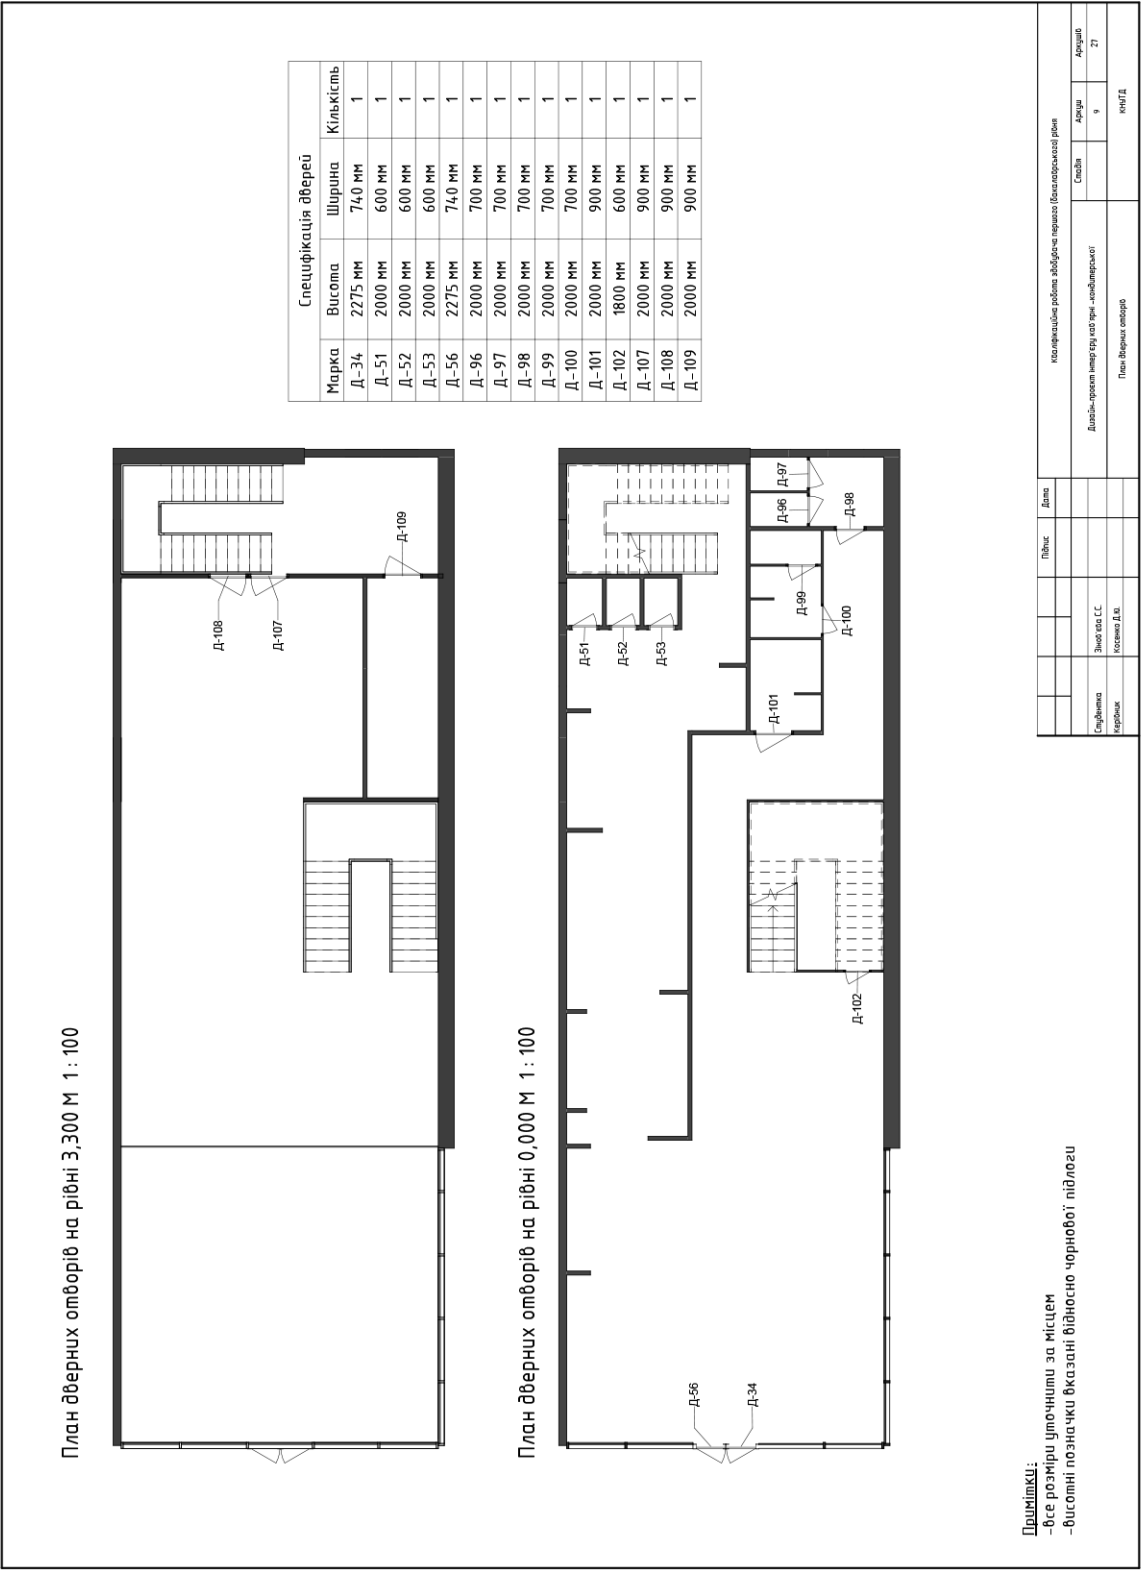 План дверних отворів на рівні 3,300 М 1 : 100
Д-108
Д-107
Д-109
План дверних отворів на рівні 0,000 М 1 : 100
Д-56
Д-34
Д-102
Д-101
Д-51
Д-52
Д-53
Д-100
Д-99
Д-98
Д-96
Д-97
Специфікація дверей
Марка Висота Ширина Кількість
Д-34 2275 мм 740 мм 1
Д-51 2000 мм 600 мм 1
Д-52 2000 мм 600 мм 1
Д-53 2000 мм 600 мм 1
Д-56 2275 мм 740 мм 1
Д-96 2000 мм 700 мм 1
Д-97 2000 мм 700 мм 1
Д-98 2000 мм 700 мм 1
Д-99 2000 мм 700 мм 1
Д-100 2000 мм 700 мм 1
Д-101 2000 мм 900 мм 1
Д-102 1800 мм 600 мм 1
Д-107 2000 мм 900 мм 1
Д-108 2000 мм 900 мм 1
Д-109 2000 мм 900 мм 1
Примітки:
-все розміри уточнити за місцем
-висотні позначки вказані відносно чорнової підлоги
Підпис Дата
Кваліфікаційна робота здобувача першого (бакалаврського) рівня
Студентка Зінов'єва С.С.
Керівник Косенко Д.Ю.
Дизайн-проєкт інтер'єру кав'ярні -кондитерської
Стадія Аркуш Аркушів
9 27
План дверних отворів
КНУТД